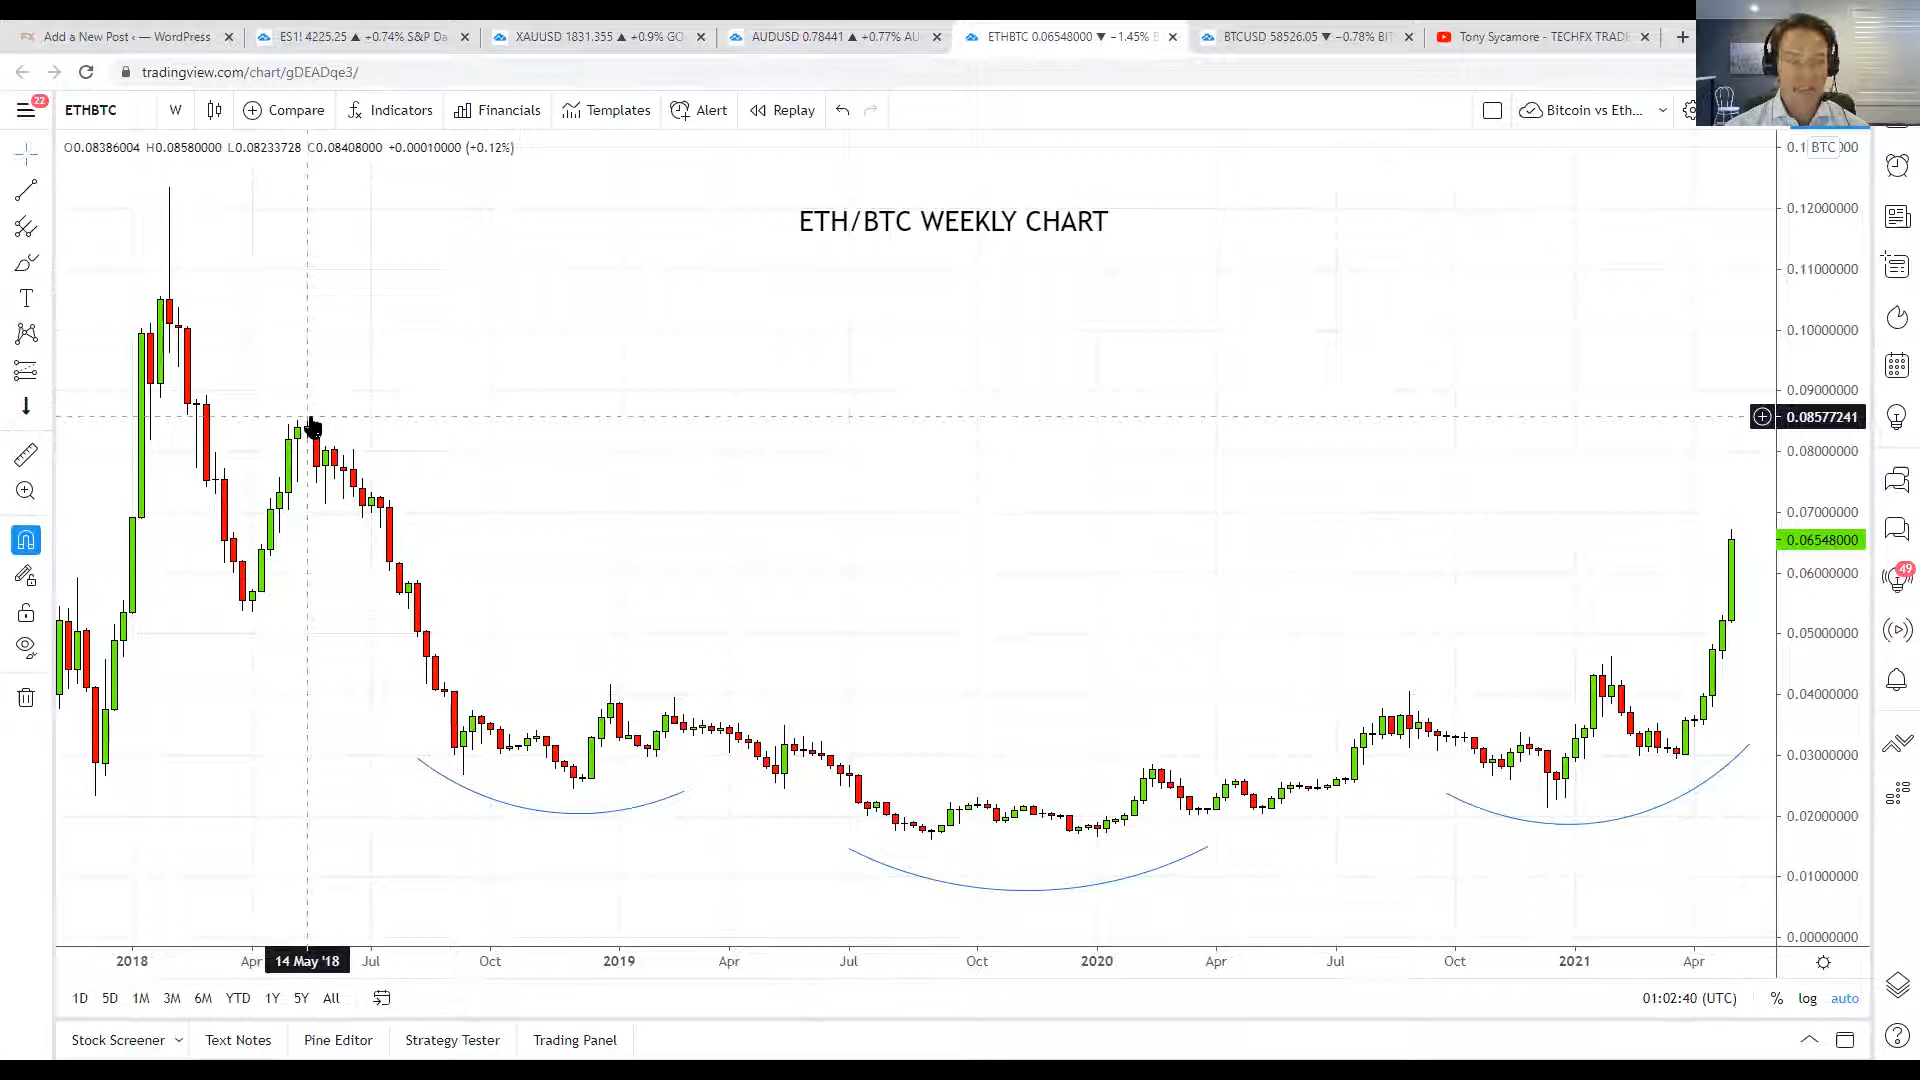 Add a New Post ‹ — WordPress
ES1! 4225.25 ▲ +0.74% S&P Da
XAUUSD 1831.355 ▲ +0.9% GO
AUDUSD 0.78441 ▲ +0.77% AU
ETHBTC 0.06548000 ▼ −1.45% B
BTCUSD 58526.05 ▼ −0.78% BIT
Tony Sycamore - TECHFX TRADI
tradingview.com/chart/gDEADqe3/
22
ETHBTC
W
Compare
Indicators
Financials
Templates
Alert
Replay
Bitcoin vs Eth...
O0.08386004 H0.08580000 L0.08233728 C0.08408000 +0.00010000 (+0.12%)
BTC
ETH/BTC WEEKLY CHART
0.12000000
0.11000000
0.10000000
0.09000000
0.08577241
0.08000000
0.07000000
0.06548000
0.06000000
49
0.05000000
0.04000000
0.03000000
0.02000000
0.01000000
0.00000000
2018 Apr 14 May '18 Jul Oct 2019 Apr Jul Oct 2020 Apr Jul Oct 2021 Apr
1D 5D 1M 3M 6M YTD 1Y 5Y All
01:02:40 (UTC) % log auto
Stock Screener Text Notes Pine Editor Strategy Tester Trading Panel